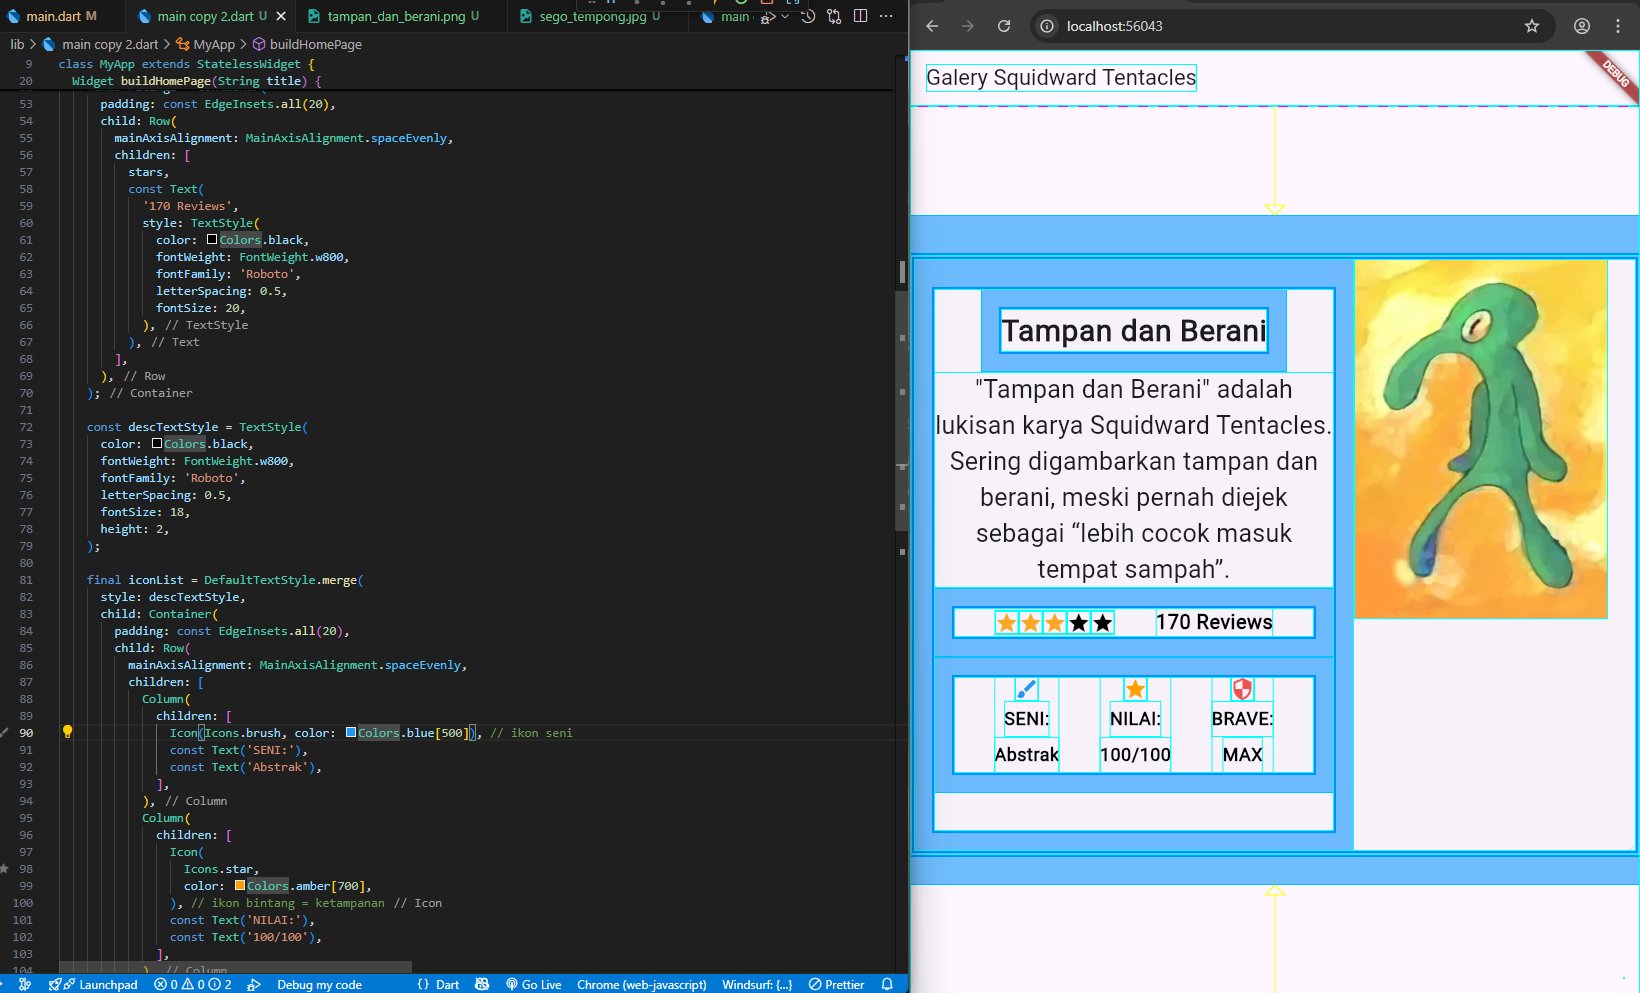 main.dart M
main copy 2.dart U
tampan_dan_berani.png U
sego_tempong.jpg U
main
lib > main copy 2.dart > MyApp > buildHomePage
9 class MyApp extends StatelessWidget {
20 Widget buildHomePage(String title) {
53 padding: const EdgeInsets.all(20),
54 child: Row(
55 mainAxisAlignment: MainAxisAlignment.spaceEvenly,
56 children: [
57 stars,
58 const Text(
59 '170 Reviews',
60 style: TextStyle(
61 color: Colors.black,
62 fontWeight: FontWeight.w800,
63 fontFamily: 'Roboto',
64 letterSpacing: 0.5,
65 fontSize: 20,
66 ), // TextStyle
67 ), // Text
68 ],
69 ), // Row
70 ); // Container
71
72 const descTextStyle = TextStyle(
73 color: Colors.black,
74 fontWeight: FontWeight.w800,
75 fontFamily: 'Roboto',
76 letterSpacing: 0.5,
77 fontSize: 18,
78 height: 2,
79 );
80
81 final iconList = DefaultTextStyle.merge(
82 style: descTextStyle,
83 child: Container(
84 padding: const EdgeInsets.all(20),
85 child: Row(
86 mainAxisAlignment: MainAxisAlignment.spaceEvenly,
87 children: [
88 Column(
89 children: [
90 Icon(Icons.brush, color: Colors.blue[500]), // ikon seni
91 const Text('SENI:'),
92 const Text('Abstrak'),
93 ],
94 ), // Column
95 Column(
96 children: [
97 Icon(
98 Icons.star,
99 color: Colors.amber[700],
100 ), // ikon bintang = ketampanan // Icon
101 const Text('NILAI:'),
102 const Text('100/100'),
103 ],
104 ), // Column
Launchpad
0 0 2
Debug my code
{ } Dart
Go Live
Chrome (web-javascript)
Windsurf: {...}
Prettier
localhost:56043
Galery Squidward Tentacles
DEBUG
Tampan dan Berani
"Tampan dan Berani" adalah
lukisan karya Squidward Tentacles.
Sering digambarkan tampan dan
berani, meski pernah diejek
sebagai “lebih cocok masuk
tempat sampah”.
170 Reviews
SENI: NILAI: BRAVE:
Abstrak 100/100 MAX